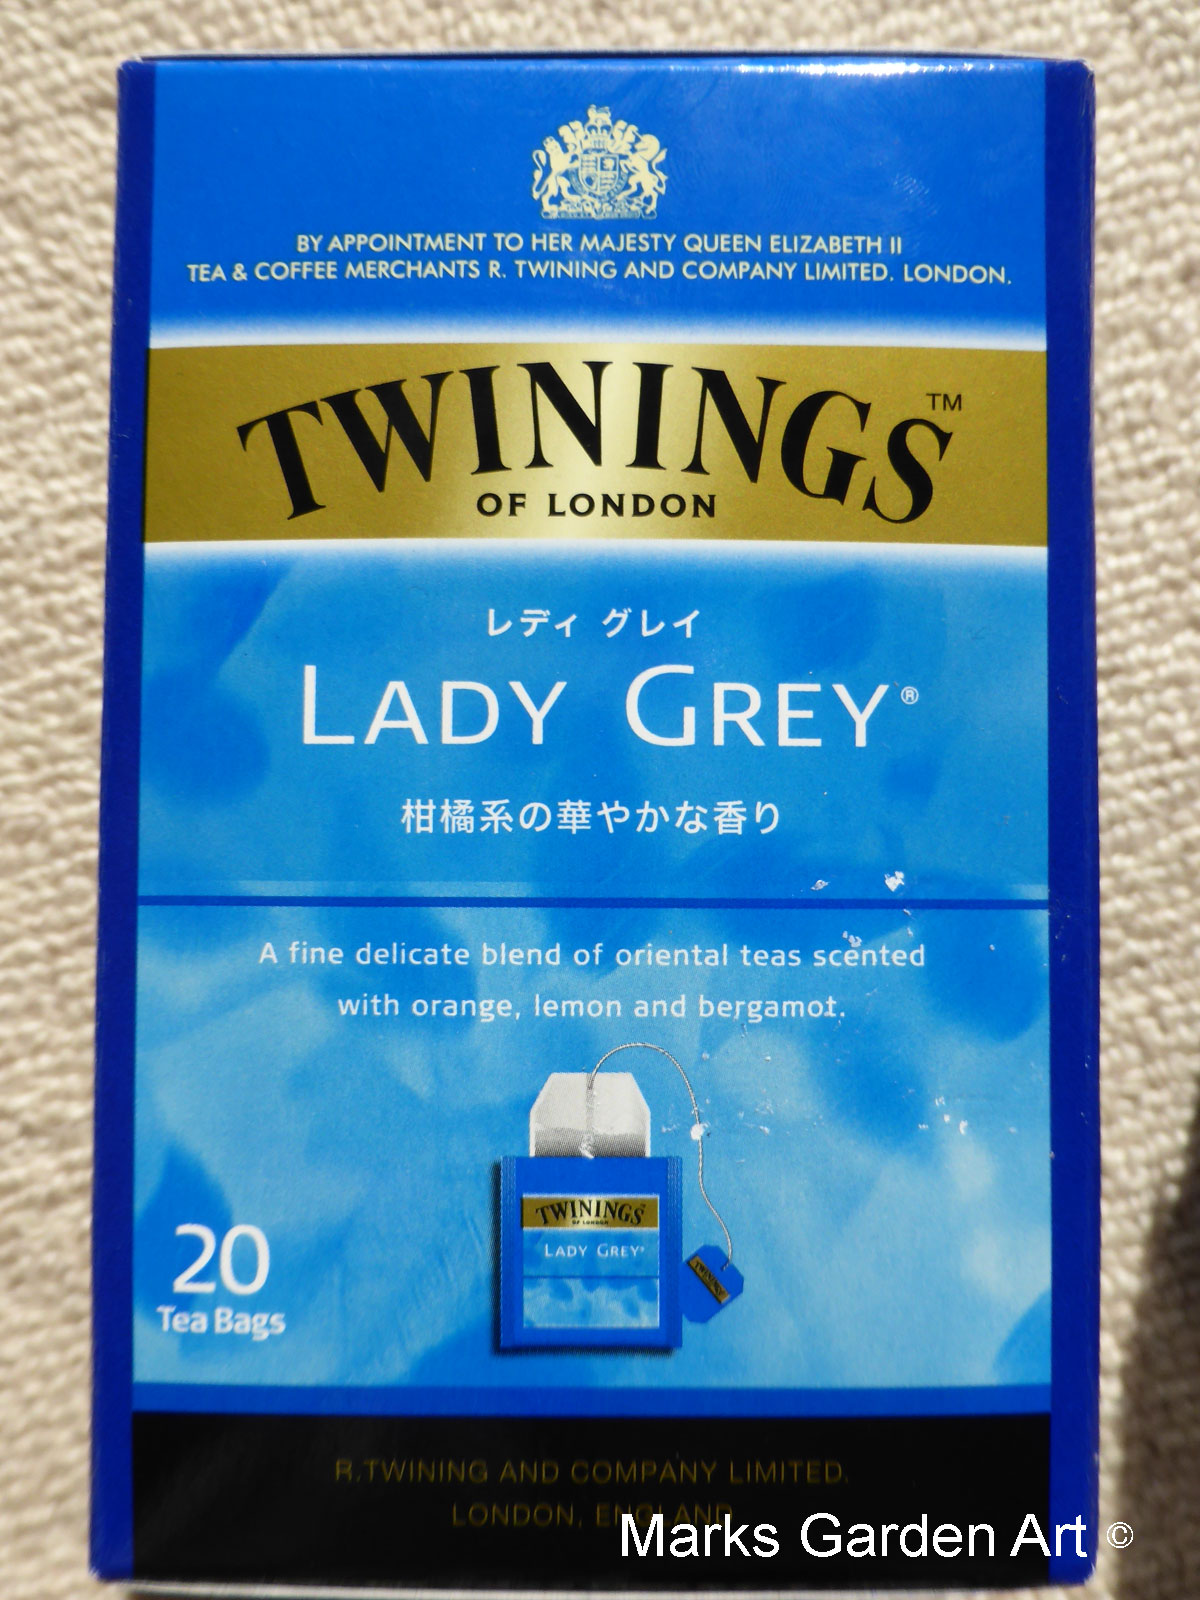 BY APPOINTMENT TO HER MAJESTY QUEEN ELIZABETH II
TEA & COFFEE MERCHANTS R. TWINING AND COMPANY LIMITED. LONDON.
TWININGS™
OF LONDON
レディ グレイ
LADY GREY®
柑橘系の華やかな香り
A fine delicate blend of oriental teas scented
with orange, lemon and bergamot.
TWININGS
OF LONDON
LADY GREY®
TWININGS
20
Tea Bags
R.TWINING AND COMPANY LIMITED.
LONDON, ENGLAND
Marks Garden Art ©